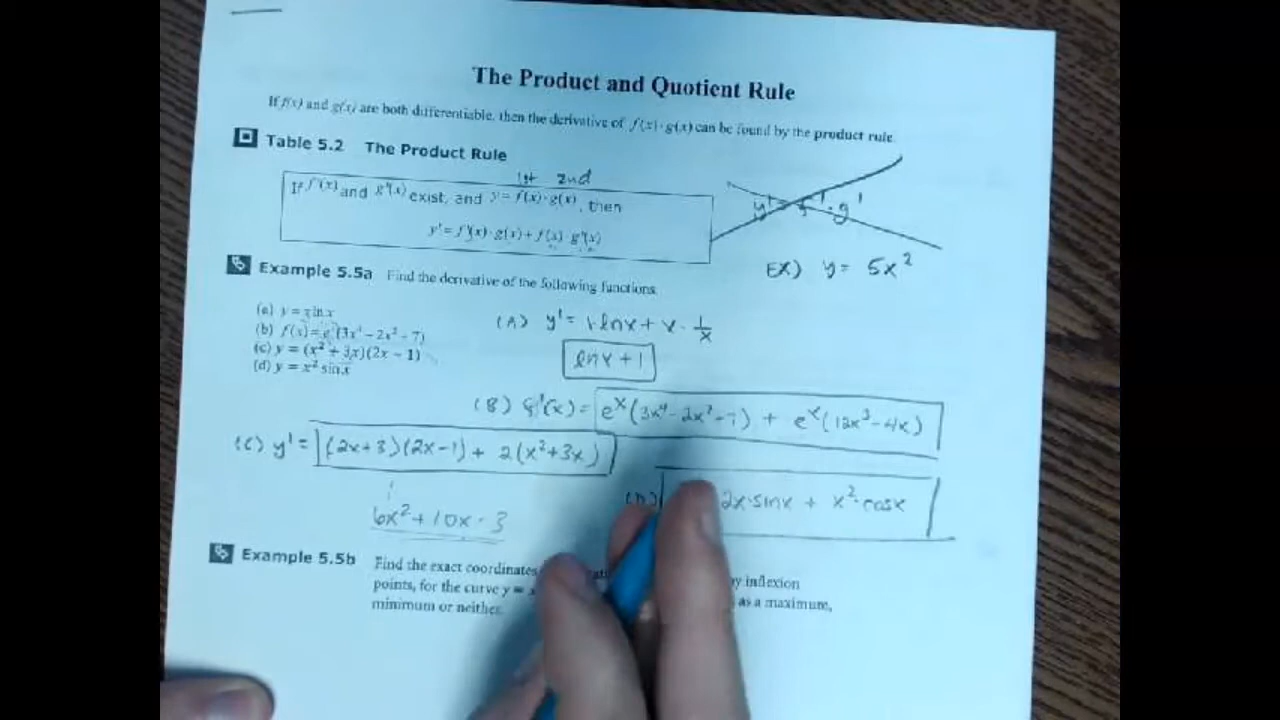 The Product and Quotient Rule
If f(x) and g(x) are both differentiable, then the derivative of f(x)·g(x) can be found by the product rule.
Table 5.2 The Product Rule
1st 2nd
If f'(x) and g'(x) exist, and y = f(x)·g(x), then
y' = f'(x)·g(x) + f(x)·g'(x)
y' = f'·g'
EX) y = 5x²
Example 5.5a Find the derivative of the following functions.
(a) y = x ln x
(b) f(x) = eˣ(3x⁴ − 2x² − 7)
(c) y = (x² + 3x)(2x − 1)
(d) y = x² sin x
(A) y' = 1·lnx + x · 1/x
lnx + 1
(B) f'(x) = eˣ(3x⁴ − 2x² − 7) + eˣ(12x³ − 4x)
(C) y' = (2x+3)(2x−1) + 2(x²+3x)
6x² + 10x - 3
(D) 2x·sinx + x²·cosx
Example 5.5b Find the exact coordinates
by inflexion
points, for the curve y =
as a maximum,
minimum or neither.